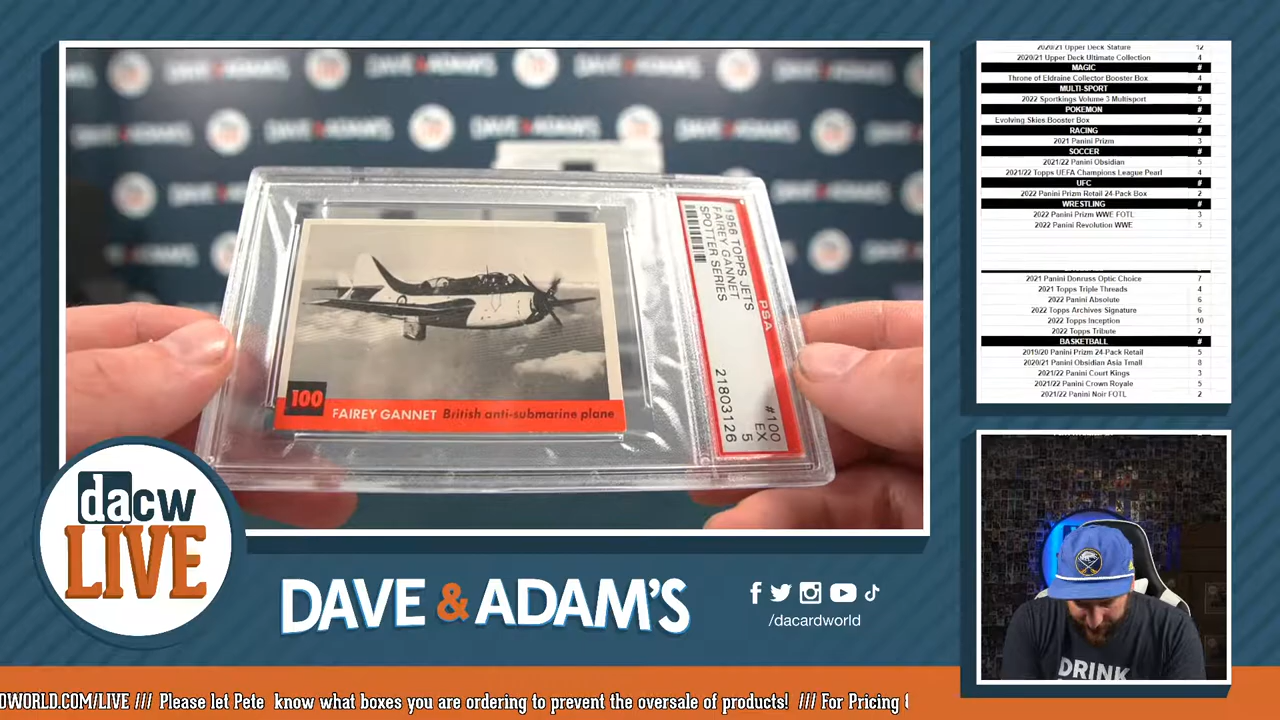 DAVE & ADAM'S
1956 TOPPS JETS
FAIREY GANNET
SPOTTER SERIES
PSA
#100
EX
5
21803126
100
FAIREY GANNET British anti-submarine plane
dacw
LIVE
DAVE & ADAM'S
/dacardworld
DWORLD.COM/LIVE /// Please let Pete know what boxes you are ordering to prevent the oversale of products! /// For Pricing
2020/21 Upper Deck Stature 12
2020/21 Upper Deck Ultimate Collection 4
MAGIC #
Throne of Eldraine Collector Booster Box 4
MULTI-SPORT #
2022 Sportkings Volume 3 Multisport 5
POKEMON #
Evolving Skies Booster Box 2
RACING #
2021 Panini Prizm 3
SOCCER #
2021/22 Panini Obsidian 5
2021/22 Topps UEFA Champions League Pearl 4
UFC #
2022 Panini Prizm Retail 24-Pack Box 2
WRESTLING #
2022 Panini Prizm WWE FOTL 3
2022 Panini Revolution WWE 5
2021 Panini Donruss Optic Choice 7
2021 Topps Triple Threads 4
2022 Panini Absolute 6
2022 Topps Archives Signature 6
2022 Topps Inception 10
2022 Topps Tribute 2
BASKETBALL #
2019/20 Panini Prizm 24-Pack Retail 5
2020/21 Panini Obsidian Asia Tmall 8
2021/22 Panini Court Kings 3
2021/22 Panini Crown Royale 5
2021/22 Panini Noir FOTL 2
DRINK